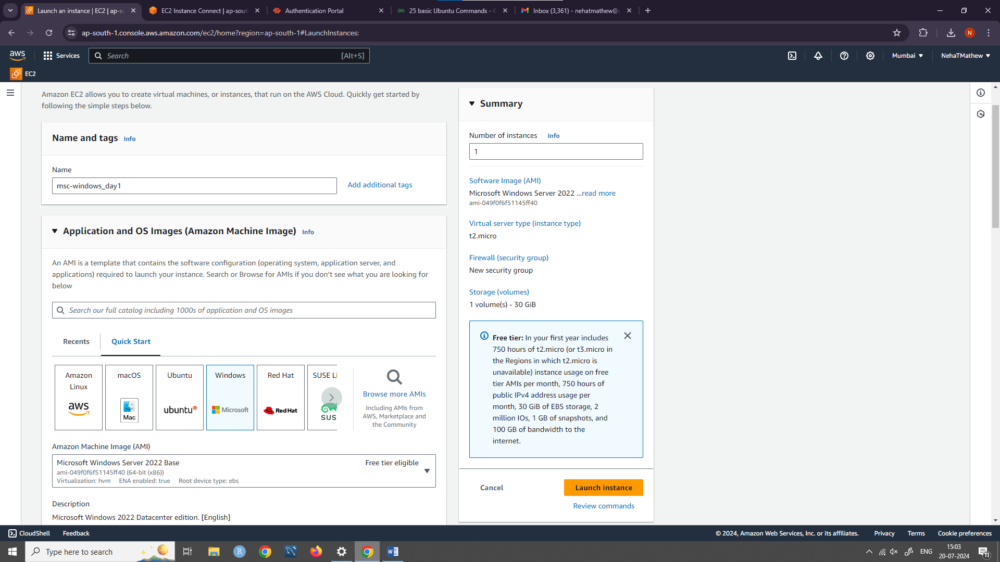 Launch an instance | EC2 | ap-so
EC2 Instance Connect | ap-sout
Authentication Portal
25 basic Ubuntu Commands - G
Inbox (3,361) - nehatmathew@g
ap-south-1.console.aws.amazon.com/ec2/home?region=ap-south-1#LaunchInstances:
N
aws
Services
Search
[Alt+S]
Mumbai
NehaTMathew
EC2
Amazon EC2 allows you to create virtual machines, or instances, that run on the AWS Cloud. Quickly get started by
following the simple steps below.
Name and tags Info
Name
msc-windows_day1
Add additional tags
Application and OS Images (Amazon Machine Image) Info
An AMI is a template that contains the software configuration (operating system, application server, and
applications) required to launch your instance. Search or Browse for AMIs if you don't see what you are looking for
below
Search our full catalog including 1000s of application and OS images
Recents
Quick Start
Amazon
Linux
aws
macOS
Mac
Ubuntu
ubuntu
Windows
Microsoft
Red Hat
Red Hat
SUSE Li
SUS
Browse more AMIs
Including AMIs from
AWS, Marketplace and
the Community
Amazon Machine Image (AMI)
Microsoft Windows Server 2022 Base
Free tier eligible
ami-049f0f6f51145ff40 (64-bit (x86))
Virtualization: hvm ENA enabled: true Root device type: ebs
Description
Microsoft Windows 2022 Datacenter edition. [English]
Summary
Number of instances Info
1
Software Image (AMI)
Microsoft Windows Server 2022 ...read more
ami-049f0f6f51145ff40
Virtual server type (instance type)
t2.micro
Firewall (security group)
New security group
Storage (volumes)
1 volume(s) - 30 GiB
Free tier: In your first year includes
750 hours of t2.micro (or t3.micro in
the Regions in which t2.micro is
unavailable) instance usage on free
tier AMIs per month, 750 hours of
public IPv4 address usage per
month, 30 GiB of EBS storage, 2
million IOs, 1 GB of snapshots, and
100 GB of bandwidth to the
internet.
Cancel
Launch instance
Review commands
CloudShell
Feedback
© 2024, Amazon Web Services, Inc. or its affiliates.
Privacy
Terms
Cookie preferences
Type here to search
R
W
ENG
15:03
20-07-2024
11